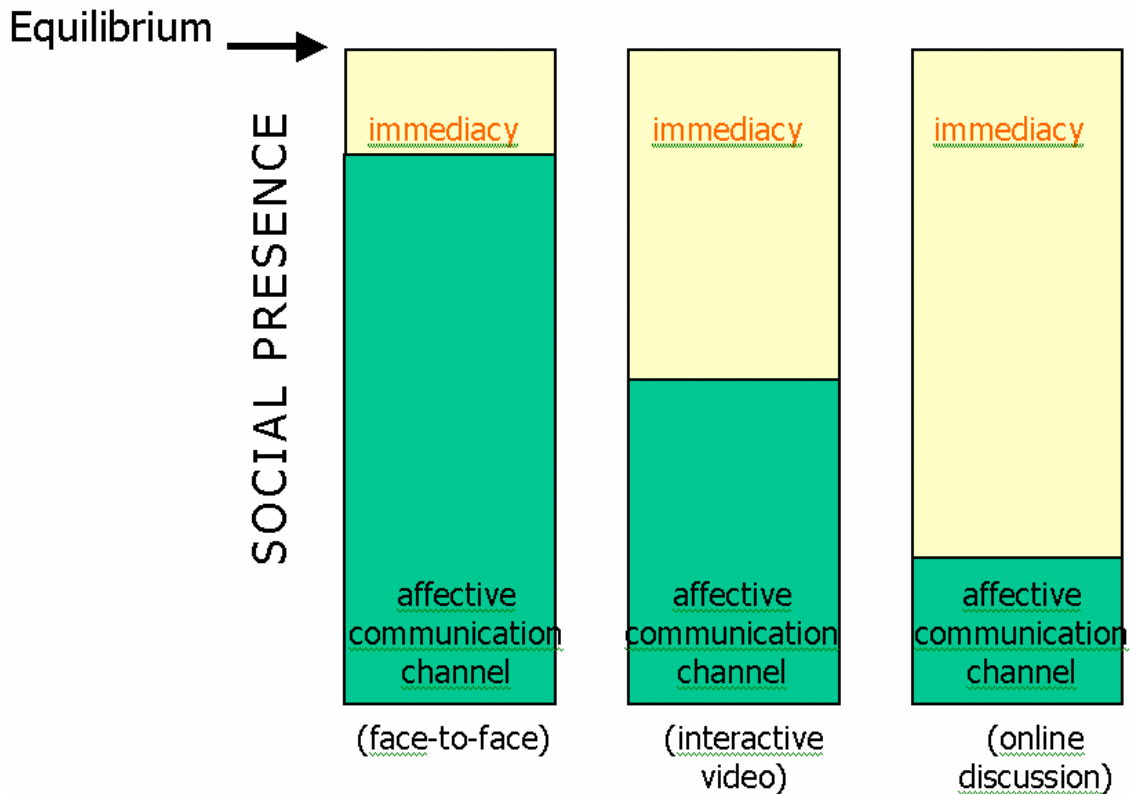 Equilibrium
SOCIAL PRESENCE
immediacy
affective
communication
channel
(face-to-face)
immediacy
affective
communication
channel
(interactive
video)
immediacy
affective
communication
channel
(online
discussion)